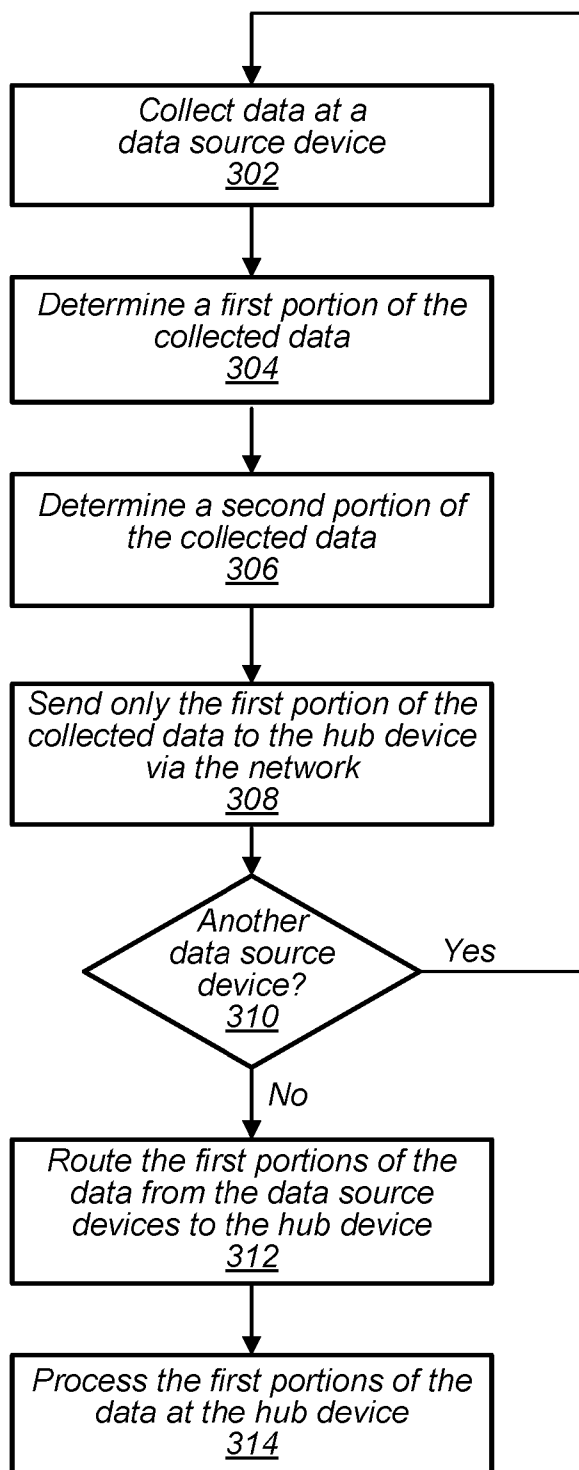 Collect data at a
data source device
302
Determine a first portion of the
collected data
304
Determine a second portion of
the collected data
306
Send only the first portion of the
collected data to the hub device
via the network
308
Another
data source
device?
310
Yes
No
Route the first portions of the
data from the data source
devices to the hub device
312
Process the first portions of the
data at the hub device
314